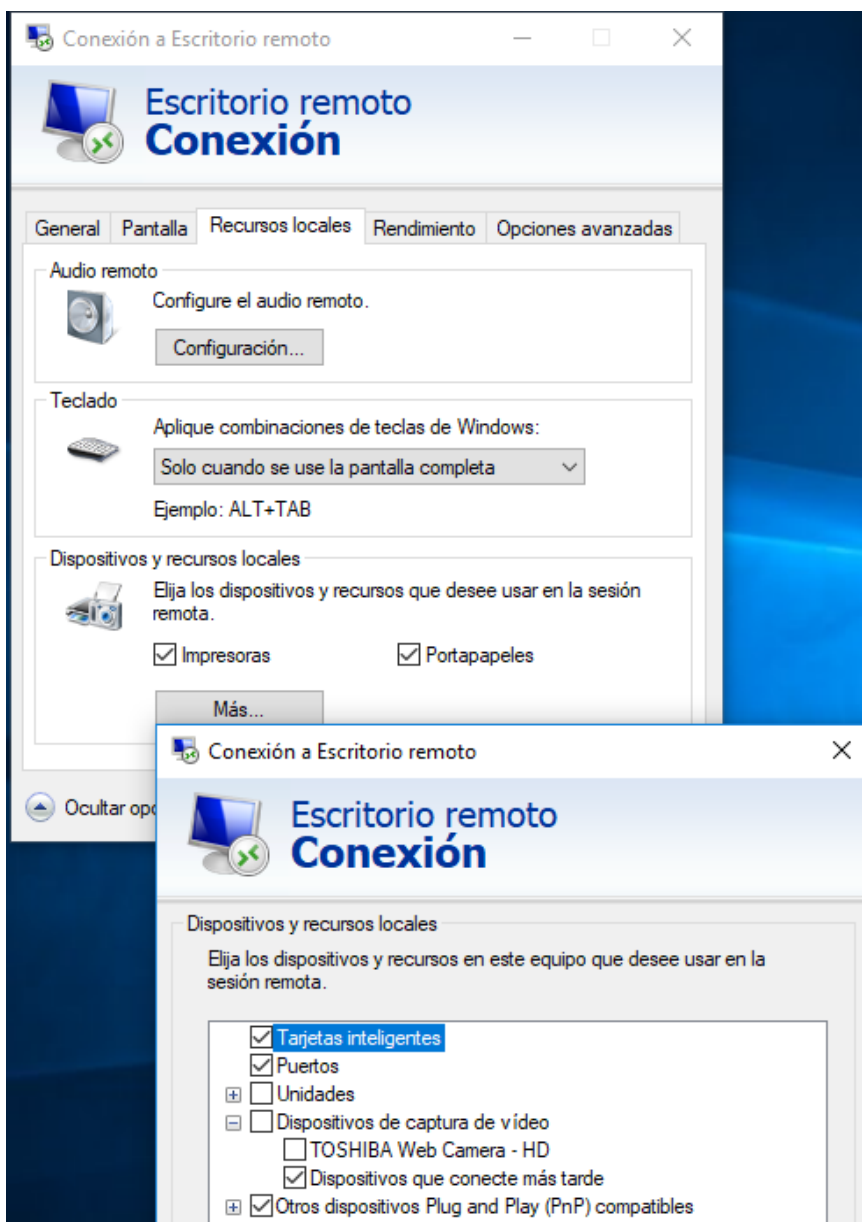 Conexión a Escritorio remoto
Escritorio remoto
Conexión
General Pantalla Recursos locales Rendimiento Opciones avanzadas
Audio remoto
Configure el audio remoto.
Configuración...
Teclado
Aplique combinaciones de teclas de Windows:
Solo cuando se use la pantalla completa
Ejemplo: ALT+TAB
Dispositivos y recursos locales
Elija los dispositivos y recursos que desee usar en la sesión
remota.
Impresoras Portapapeles
Más...
Ocultar opc
Conexión a Escritorio remoto
Escritorio remoto
Conexión
Dispositivos y recursos locales
Elija los dispositivos y recursos en este equipo que desee usar en la
sesión remota.
Tarjetas inteligentes
Puertos
Unidades
Dispositivos de captura de vídeo
TOSHIBA Web Camera - HD
Dispositivos que conecte más tarde
Otros dispositivos Plug and Play (PnP) compatibles